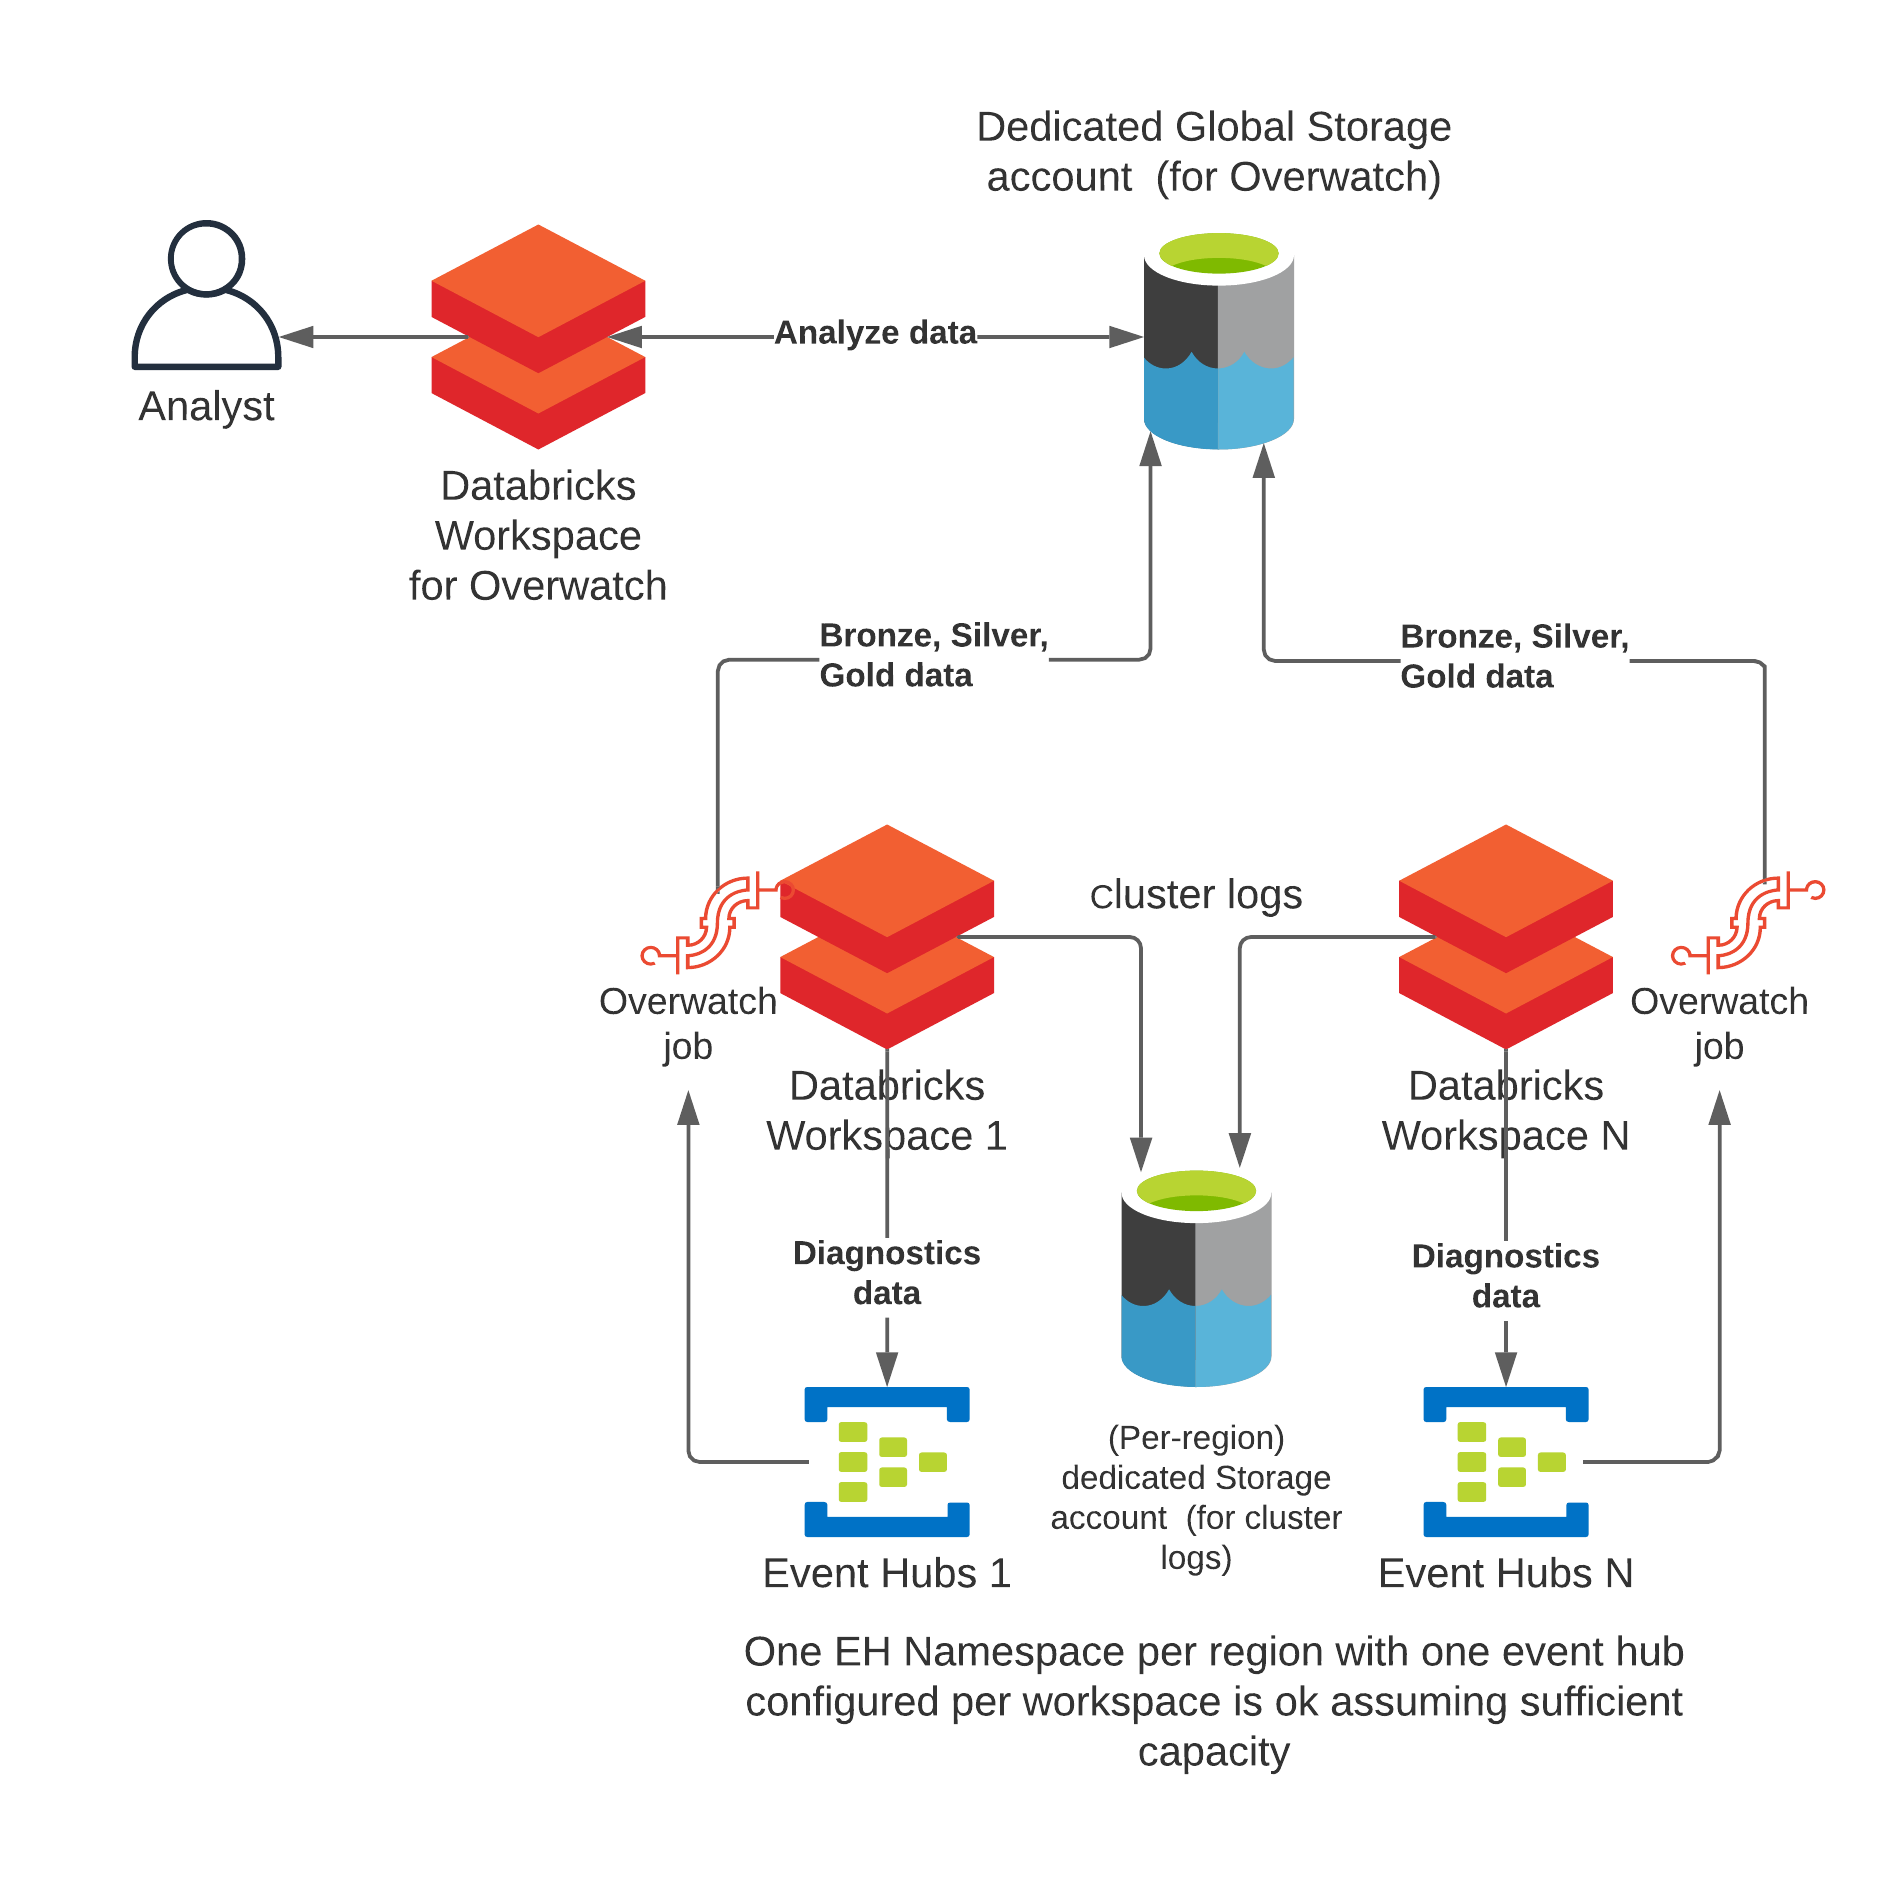 Dedicated Global Storage
account  (for Overwatch)
Analyze data
Analyst
Databricks
Workspace
for Overwatch
Bronze, Silver,
Gold data
Bronze, Silver,
Gold data
Cluster logs
Overwatch
job
Overwatch
job
Databricks
Workspace 1
Databricks
Workspace N
Diagnostics
data
Diagnostics
data
(Per-region)
dedicated Storage
account  (for cluster
logs)
Event Hubs 1
Event Hubs N
One EH Namespace per region with one event hub
configured per workspace is ok assuming sufficient
capacity